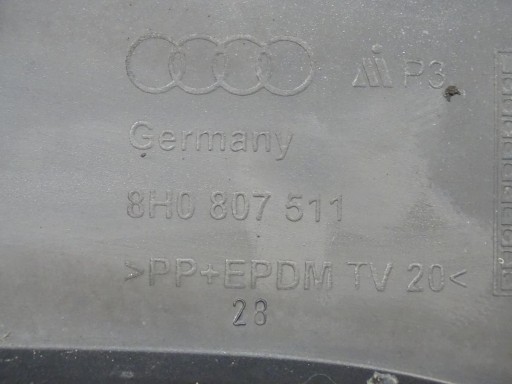 P3
Germany
8H0 807 511
>PP+EPDM TV 20<
28